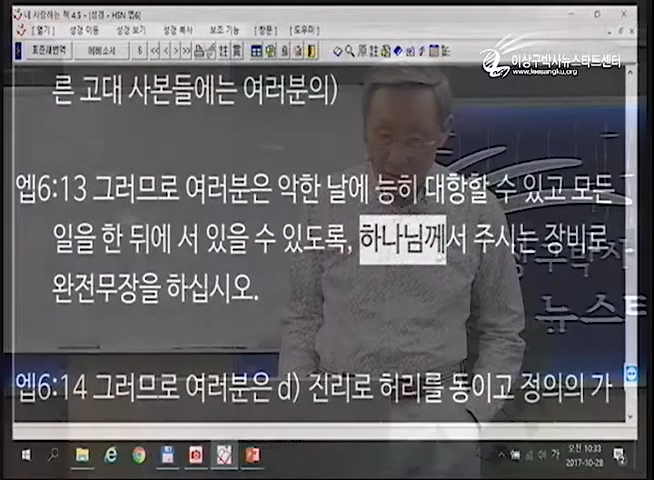 내 사랑하는 책 4.5 - [성경 - HSN 엡6]
[ 열기 ] 성경 이동 성경 보기 성경 복사 보조 기능 [ 창문 ] [ 도우미 ]
표준새번역 에베소서 6
이상구박사뉴스타트센터
www.leesangku.org
른 고대 사본들에는 여러분의)
엡6:13 그러므로 여러분은 악한 날에 능히 대항할 수 있고 모든
일을 한 뒤에 서 있을 수 있도록, 하나님께서 주시는 장비로
완전무장을 하십시오.
뉴스타
엡6:14 그러므로 여러분은 d) 진리로 허리를 동이고 정의의 가
오전 10:33
2017-10-28